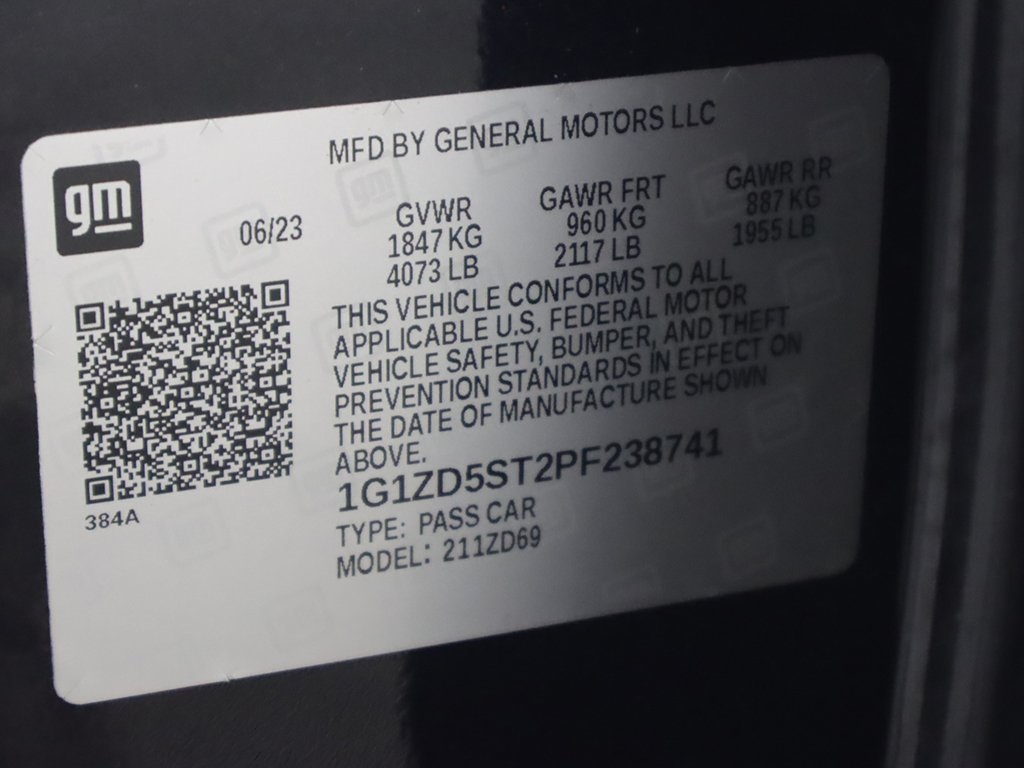 MFD BY GENERAL MOTORS LLC
gm
06/23
GVWR GAWR FRT GAWR RR
1847 KG 960 KG 887 KG
4073 LB 2117 LB 1955 LB
THIS VEHICLE CONFORMS TO ALL
APPLICABLE U.S. FEDERAL MOTOR
VEHICLE SAFETY, BUMPER, AND THEFT
PREVENTION STANDARDS IN EFFECT ON
THE DATE OF MANUFACTURE SHOWN
ABOVE.
1G1ZD5ST2PF238741
384A
TYPE: PASS CAR
MODEL: 211ZD69